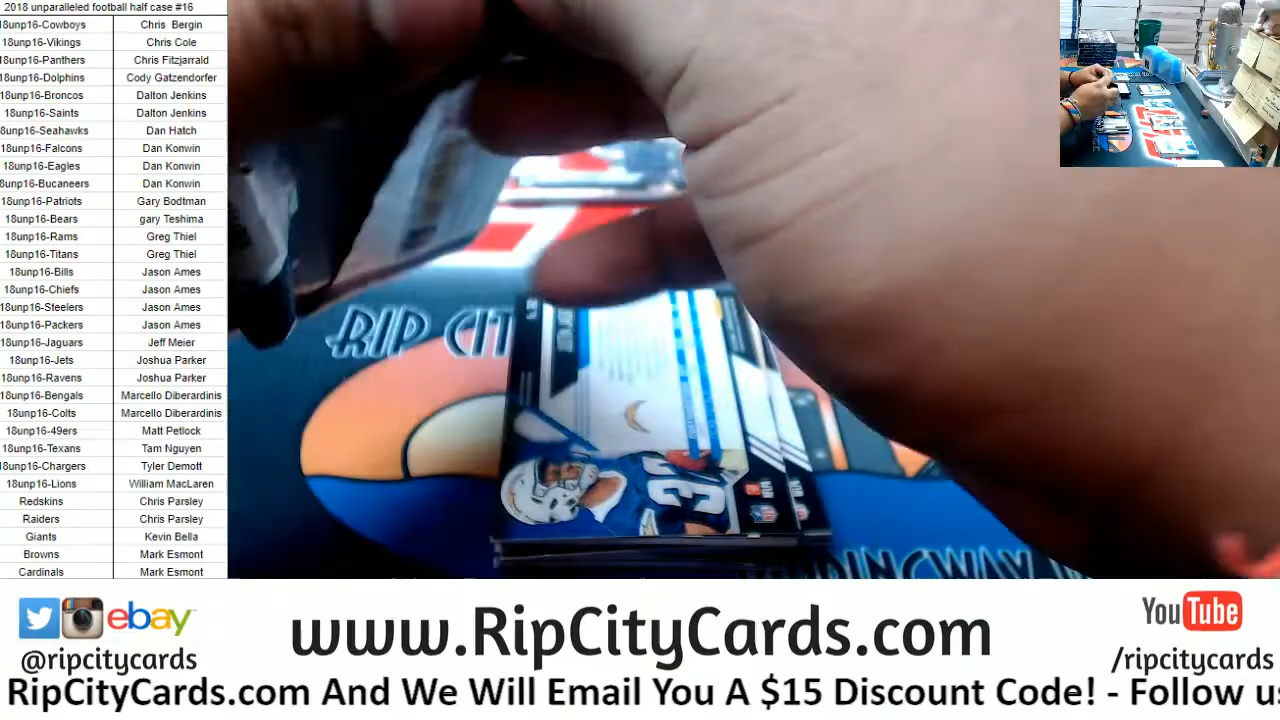 2018 unparalleled football half case #16
18unp16-Cowboys Chris Bergin
18unp16-Vikings Chris Cole
18unp16-Panthers Chris Fitzjarrald
18unp16-Dolphins Cody Gatzendorfer
18unp16-Broncos Dalton Jenkins
18unp16-Saints Dalton Jenkins
8unp16-Seahawks Dan Hatch
18unp16-Falcons Dan Konwin
18unp16-Eagles Dan Konwin
8unp16-Bucaneers Dan Konwin
18unp16-Patriots Gary Bodtman
18unp16-Bears gary Teshima
18unp16-Rams Greg Thiel
18unp16-Titans Greg Thiel
18unp16-Bills Jason Ames
18unp16-Chiefs Jason Ames
18unp16-Steelers Jason Ames
18unp16-Packers Jason Ames
18unp16-Jaguars Jeff Meier
18unp16-Jets Joshua Parker
18unp16-Ravens Joshua Parker
18unp16-Bengals Marcello Diberardinis
18unp16-Colts Marcello Diberardinis
18unp16-49ers Matt Petlock
18unp16-Texans Tam Nguyen
18unp16-Chargers Tyler Demott
18unp16-Lions William MacLaren
Redskins Chris Parsley
Raiders Chris Parsley
Giants Kevin Bella
Browns Mark Esmont
Cardinals Mark Esmont
RIP CIT
32
ebay
@ripcitycards
www.RipCityCards.com
YouTube
/ripcitycards
RipCityCards.com And We Will Email You A $15 Discount Code! - Follow us